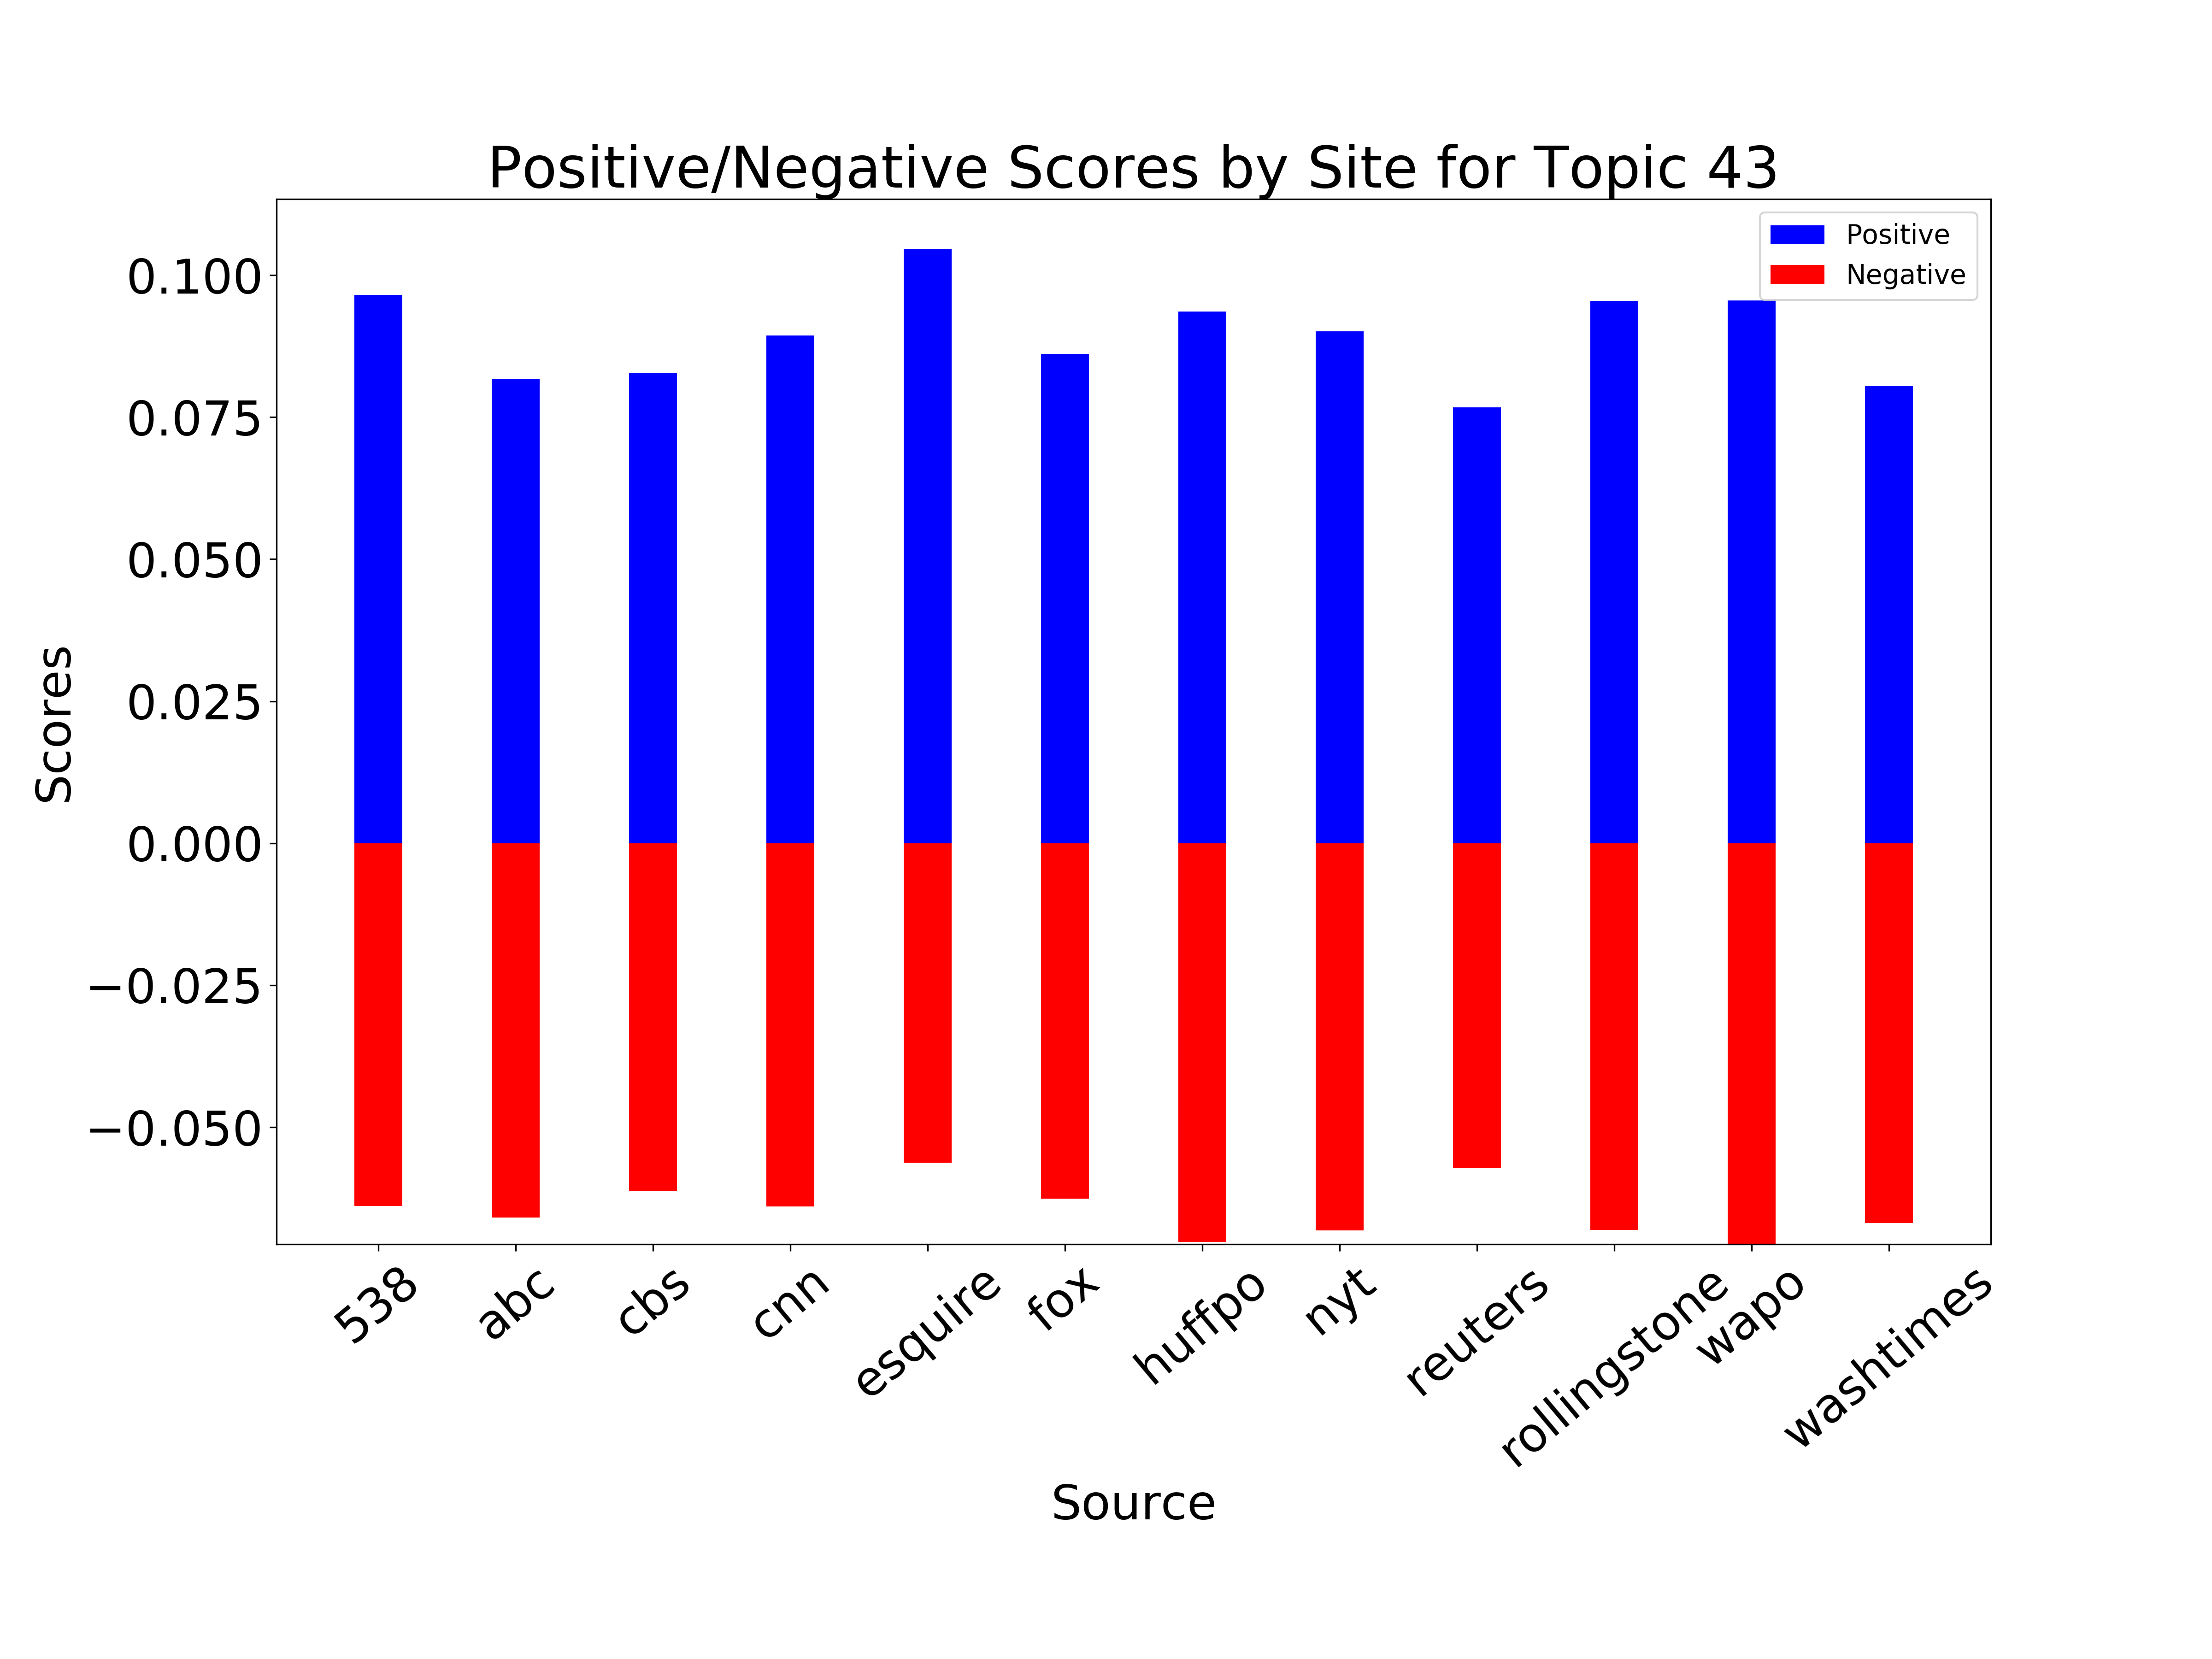 Positive/Negative Scores by Site for Topic 43
Positive
Negative
0.100
0.075
0.050
0.025
0.000
−0.025
−0.050
Scores
538
abc
cbs
cnn
esquire
fox
huffpo
nyt
reuters
rollingstone
wapo
washtimes
Source